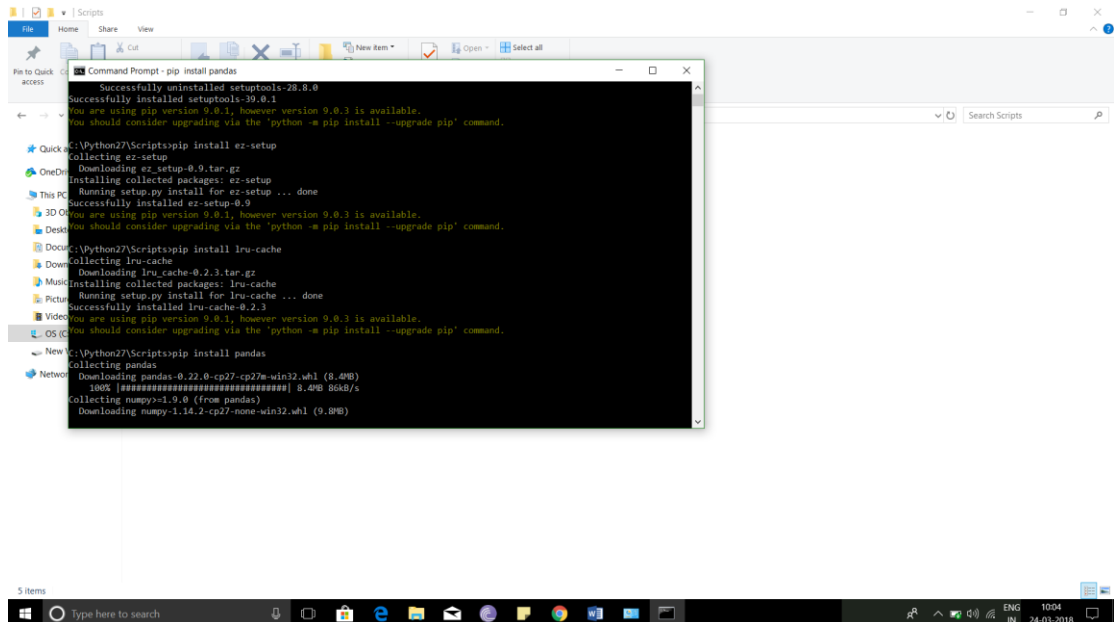 Scripts
File Home Share View
Cut
New item
Open
Select all
Pin to Quick
access
Command Prompt - pip install pandas
Successfully uninstalled setuptools-28.8.0
Successfully installed setuptools-39.0.1
You are using pip version 9.0.1, however version 9.0.3 is available.
You should consider upgrading via the 'python -m pip install --upgrade pip' command.
C:\Python27\Scripts>pip install ez-setup
Collecting ez-setup
Downloading ez_setup-0.9.tar.gz
Installing collected packages: ez-setup
Running setup.py install for ez-setup ... done
Successfully installed ez-setup-0.9
You are using pip version 9.0.1, however version 9.0.3 is available.
You should consider upgrading via the 'python -m pip install --upgrade pip' command.
C:\Python27\Scripts>pip install lru-cache
Collecting lru-cache
Downloading lru_cache-0.2.3.tar.gz
Installing collected packages: lru-cache
Running setup.py install for lru-cache ... done
Successfully installed lru-cache-0.2.3
You are using pip version 9.0.1, however version 9.0.3 is available.
You should consider upgrading via the 'python -m pip install --upgrade pip' command.
C:\Python27\Scripts>pip install pandas
Collecting pandas
Downloading pandas-0.22.0-cp27-cp27m-win32.whl (8.4MB)
100% |################################| 8.4MB 86kB/s
Collecting numpy>=1.9.0 (from pandas)
Downloading numpy-1.14.2-cp27-none-win32.whl (9.8MB)
Search Scripts
Quick a
OneDri
This PC
3D Ob
Deskt
Docum
Down
Music
Pictur
Video
OS (C:
New V
Networ
5 items
Type here to search
ENG
IN
10:04
24-03-2018